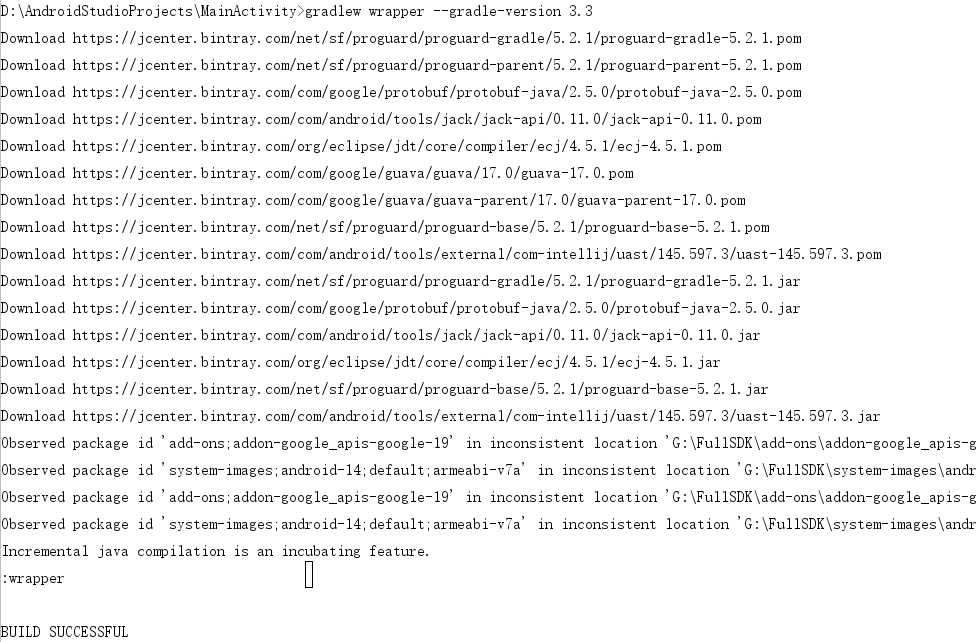 D:\AndroidStudioProjects\MainActivity>gradlew wrapper --gradle-version 3.3
Download https://jcenter.bintray.com/net/sf/proguard/proguard-gradle/5.2.1/proguard-gradle-5.2.1.pom
Download https://jcenter.bintray.com/net/sf/proguard/proguard-parent/5.2.1/proguard-parent-5.2.1.pom
Download https://jcenter.bintray.com/com/google/protobuf/protobuf-java/2.5.0/protobuf-java-2.5.0.pom
Download https://jcenter.bintray.com/com/android/tools/jack/jack-api/0.11.0/jack-api-0.11.0.pom
Download https://jcenter.bintray.com/org/eclipse/jdt/core/compiler/ecj/4.5.1/ecj-4.5.1.pom
Download https://jcenter.bintray.com/com/google/guava/guava/17.0/guava-17.0.pom
Download https://jcenter.bintray.com/com/google/guava/guava-parent/17.0/guava-parent-17.0.pom
Download https://jcenter.bintray.com/net/sf/proguard/proguard-base/5.2.1/proguard-base-5.2.1.pom
Download https://jcenter.bintray.com/com/android/tools/external/com-intellij/uast/145.597.3/uast-145.597.3.pom
Download https://jcenter.bintray.com/net/sf/proguard/proguard-gradle/5.2.1/proguard-gradle-5.2.1.jar
Download https://jcenter.bintray.com/com/google/protobuf/protobuf-java/2.5.0/protobuf-java-2.5.0.jar
Download https://jcenter.bintray.com/com/android/tools/jack/jack-api/0.11.0/jack-api-0.11.0.jar
Download https://jcenter.bintray.com/org/eclipse/jdt/core/compiler/ecj/4.5.1/ecj-4.5.1.jar
Download https://jcenter.bintray.com/net/sf/proguard/proguard-base/5.2.1/proguard-base-5.2.1.jar
Download https://jcenter.bintray.com/com/android/tools/external/com-intellij/uast/145.597.3/uast-145.597.3.jar
Observed package id 'add-ons;addon-google_apis-google-19' in inconsistent location 'G:\FullSDK\add-ons\addon-google_apis-g
Observed package id 'system-images;android-14;default;armeabi-v7a' in inconsistent location 'G:\FullSDK\system-images\andr
Observed package id 'add-ons;addon-google_apis-google-19' in inconsistent location 'G:\FullSDK\add-ons\addon-google_apis-g
Observed package id 'system-images;android-14;default;armeabi-v7a' in inconsistent location 'G:\FullSDK\system-images\andr
Incremental java compilation is an incubating feature.
:wrapper
BUILD SUCCESSFUL